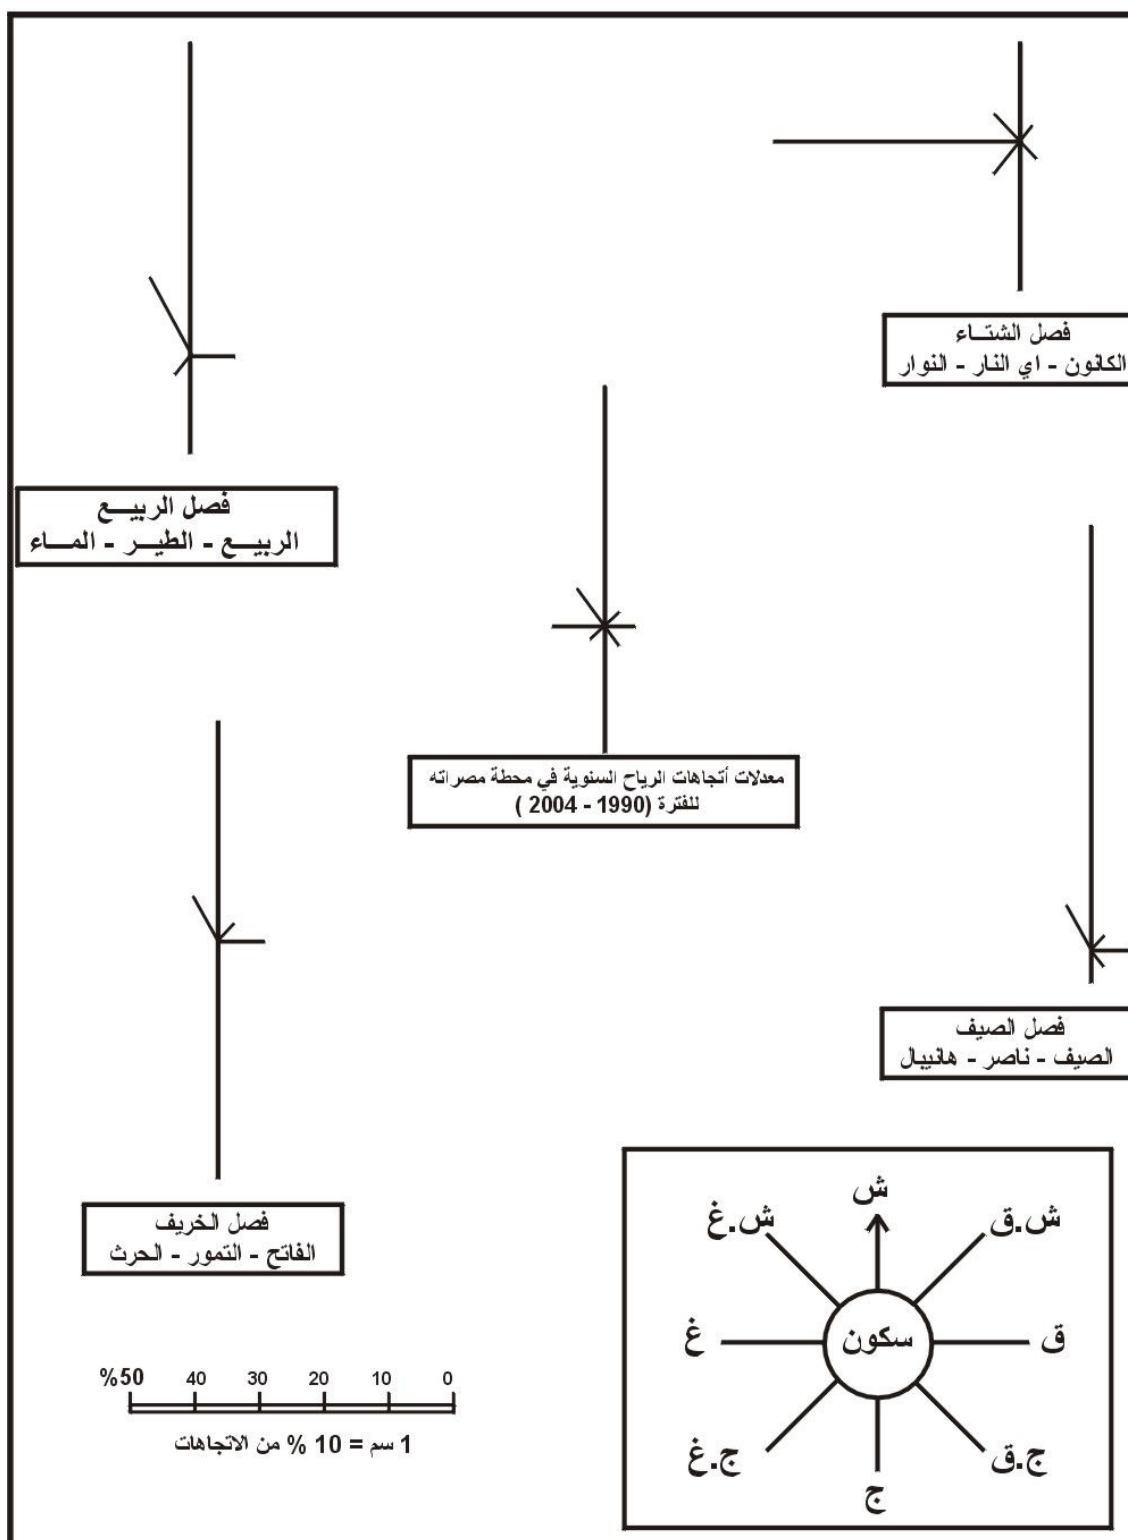 فصل الشتــاء
الكانون - اي النار - النوار
فصل الربيــع
الربيــع - الطيــر - المــاء
معدلات أتجاهات الرياح السنوية في محطة مصراته
للفترة (1990 - 2004 )
فصل الصيف
الصيف - ناصر - هانيبال
فصل الخريف
الفاتح - التمور - الحرث
ش
ش.ق
ش.غ
ق
سكون
غ
ج.ق
ج.غ
ج
0 10 20 30 40 %50
1 سم = 10 % من الاتجاهات